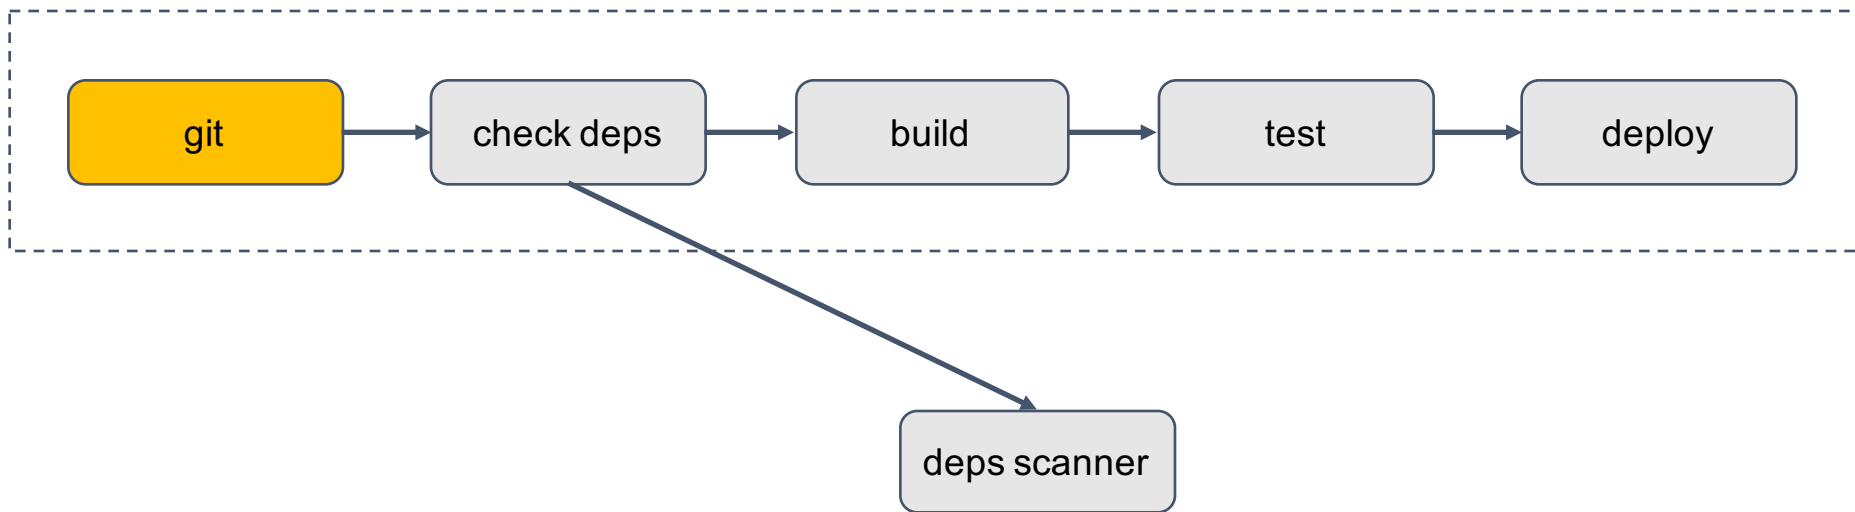 git
check deps
build
test
deploy
deps scanner